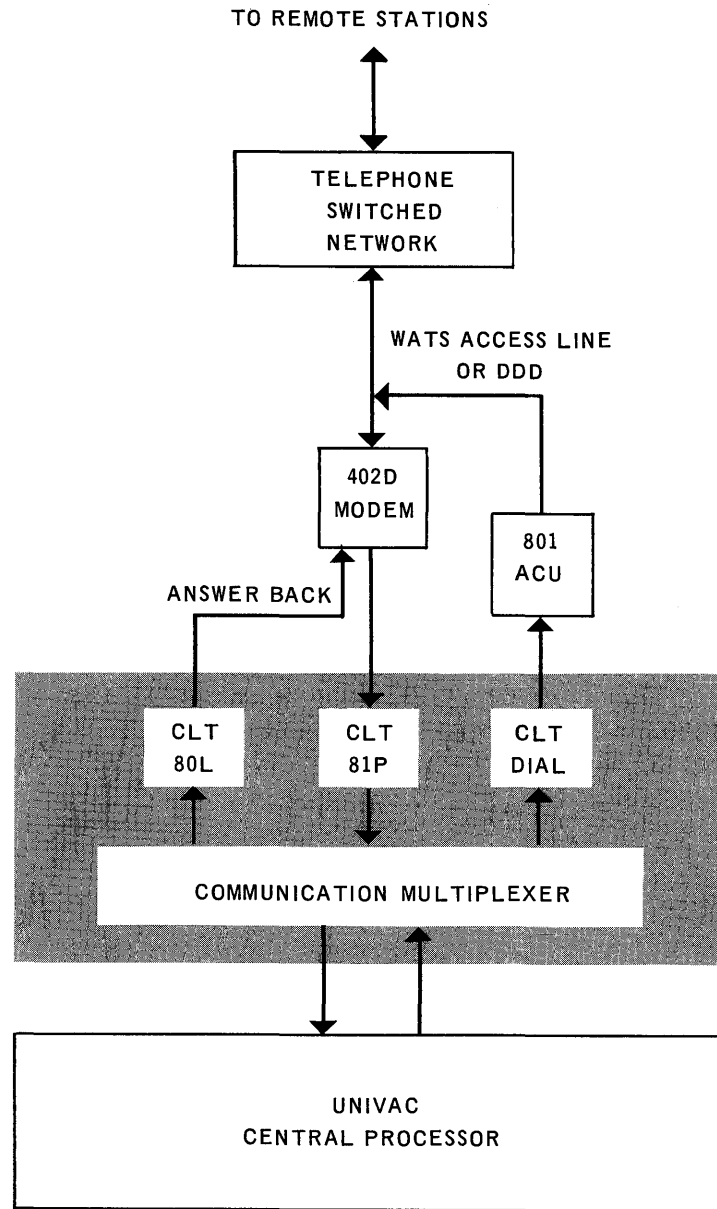 TO REMOTE STATIONS
TELEPHONE
SWITCHED
NETWORK
WATS ACCESS LINE
OR DDD
402D
MODEM
801
ACU
ANSWER BACK
CLT
80L
CLT
81P
CLT
DIAL
COMMUNICATION MULTIPLEXER
UNIVAC
CENTRAL PROCESSOR